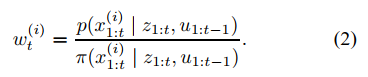 w_t^{(i)} = \frac{p(x_{1:t}^{(i)} \mid z_{1:t}, u_{1:t-1})}{\pi(x_{1:t}^{(i)} \mid z_{1:t}, u_{1:t-1})}. (2)